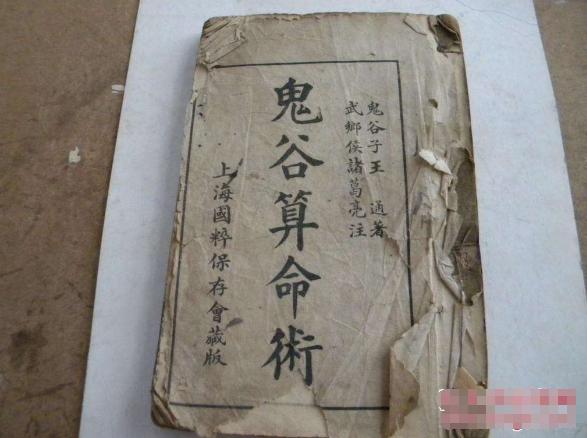 鬼谷子王通著
武鄉侯諸葛亮注
鬼谷算命術
上海國粹保存會藏版